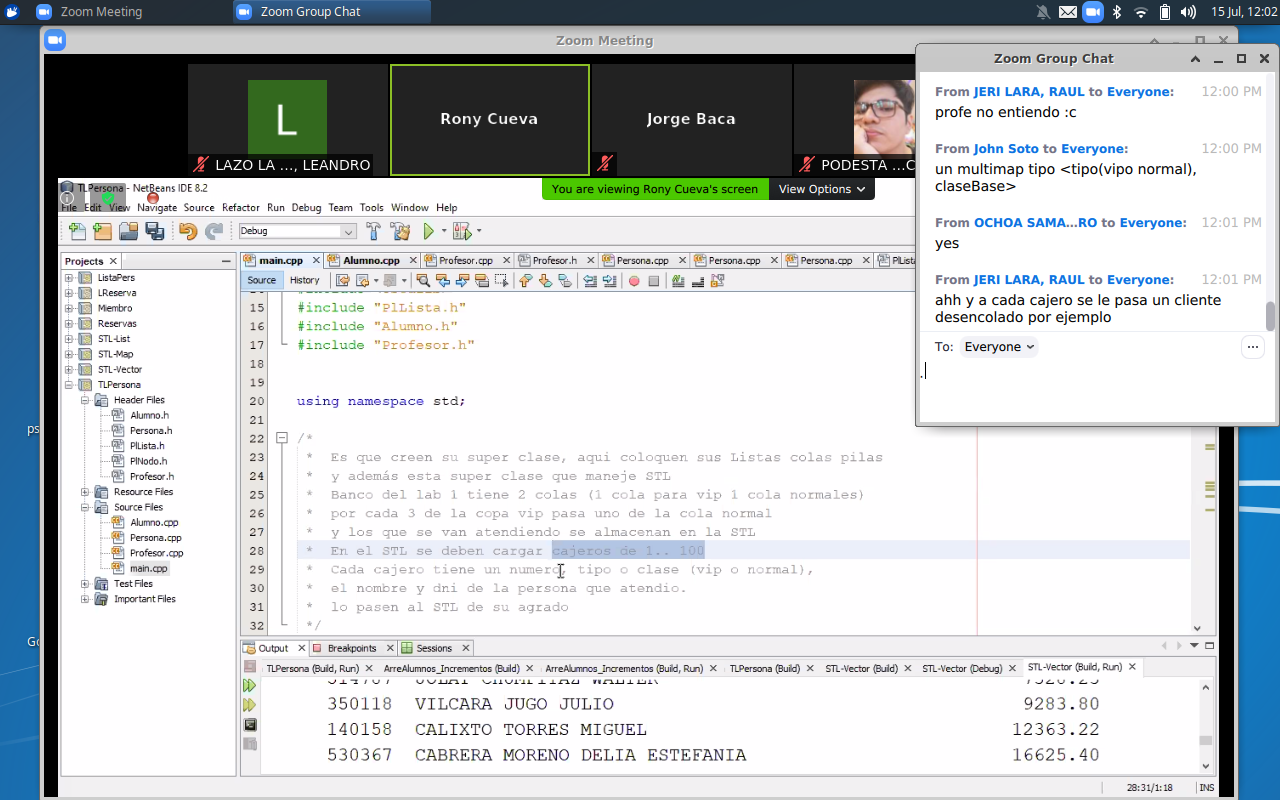 Zoom Meeting
Zoom Group Chat
15 Jul, 12:02
Zoom Meeting
L
LAZO LA ..., LEANDRO
Rony Cueva
Jorge Baca
PODESTA ...C
You are viewing Rony Cueva's screen
View Options
TLPersona - NetBeans IDE 8.2
File Edit View Navigate Source Refactor Run Debug Team Tools Window Help
Debug
Projects
ListaPers
LReserva
Miembro
Reservas
STL-List
STL-Map
STL-Vector
TLPersona
Header Files
Alumno.h
Persona.h
PlLista.h
PlNodo.h
Profesor.h
Resource Files
Source Files
Alumno.cpp
Persona.cpp
Profesor.cpp
main.cpp
Test Files
Important Files
main.cpp Alumno.cpp Profesor.cpp Profesor.h Persona.cpp Persona.cpp Persona.cpp
Source History
15 #include "PlLista.h"
16 #include "Alumno.h"
17 #include "Profesor.h"
18
19
20 using namespace std;
21
22 /*
23 * Es que creen su super clase, aqui coloquen sus Listas colas pilas
24 * y además esta super clase que maneje STL
25 * Banco del lab 1 tiene 2 colas (1 cola para vip 1 cola normales)
26 * por cada 3 de la copa vip pasa uno de la cola normal
27 * y los que se van atendiendo se almacenan en la STL
28 * En el STL se deben cargar cajeros de 1.. 100
29 * Cada cajero tiene un numero, tipo o clase (vip o normal),
30 * el nombre y dni de la persona que atendio.
31 * lo pasen al STL de su agrado
32 */
Output Breakpoints Sessions
TLPersona (Build, Run) ArreAlumnos_Incrementos (Build) ArreAlumnos_Incrementos (Build, Run) TLPersona (Build, Run) STL-Vector (Build) STL-Vector (Debug) STL-Vector (Build, Run)
350118 VILCARA JUGO JULIO 9283.80
140158 CALIXTO TORRES MIGUEL 12363.22
530367 CABRERA MORENO DELIA ESTEFANIA 16625.40
28:31/1:18 INS
Zoom Group Chat
From JERI LARA, RAUL to Everyone: 12:00 PM
profe no entiendo :c
From John Soto to Everyone: 12:00 PM
un multimap tipo <tipo(vipo normal),
claseBase>
From OCHOA SAMA...RO to Everyone: 12:01 PM
yes
From JERI LARA, RAUL to Everyone: 12:01 PM
ahh y a cada cajero se le pasa un cliente
desencolado por ejemplo
To: Everyone
.
ps
Go